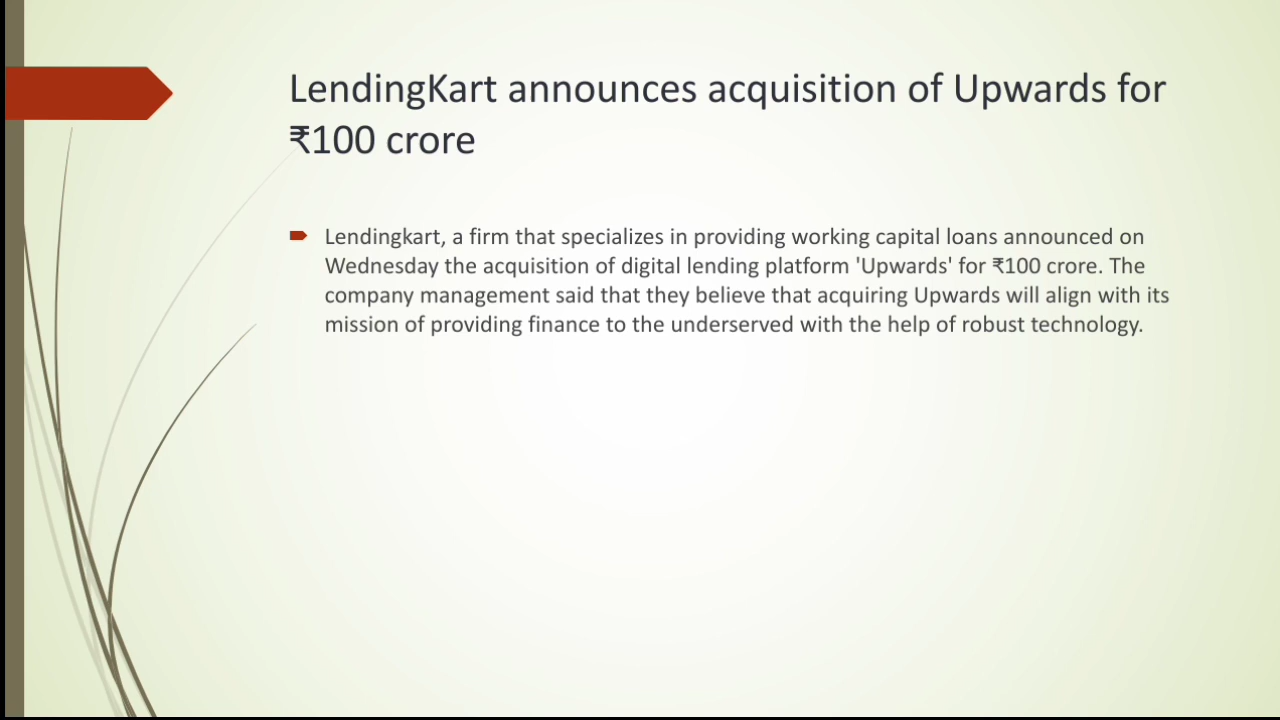 LendingKart announces acquisition of Upwards for
₹100 crore
Lendingkart, a firm that specializes in providing working capital loans announced on
Wednesday the acquisition of digital lending platform 'Upwards' for ₹100 crore. The
company management said that they believe that acquiring Upwards will align with its
mission of providing finance to the underserved with the help of robust technology.